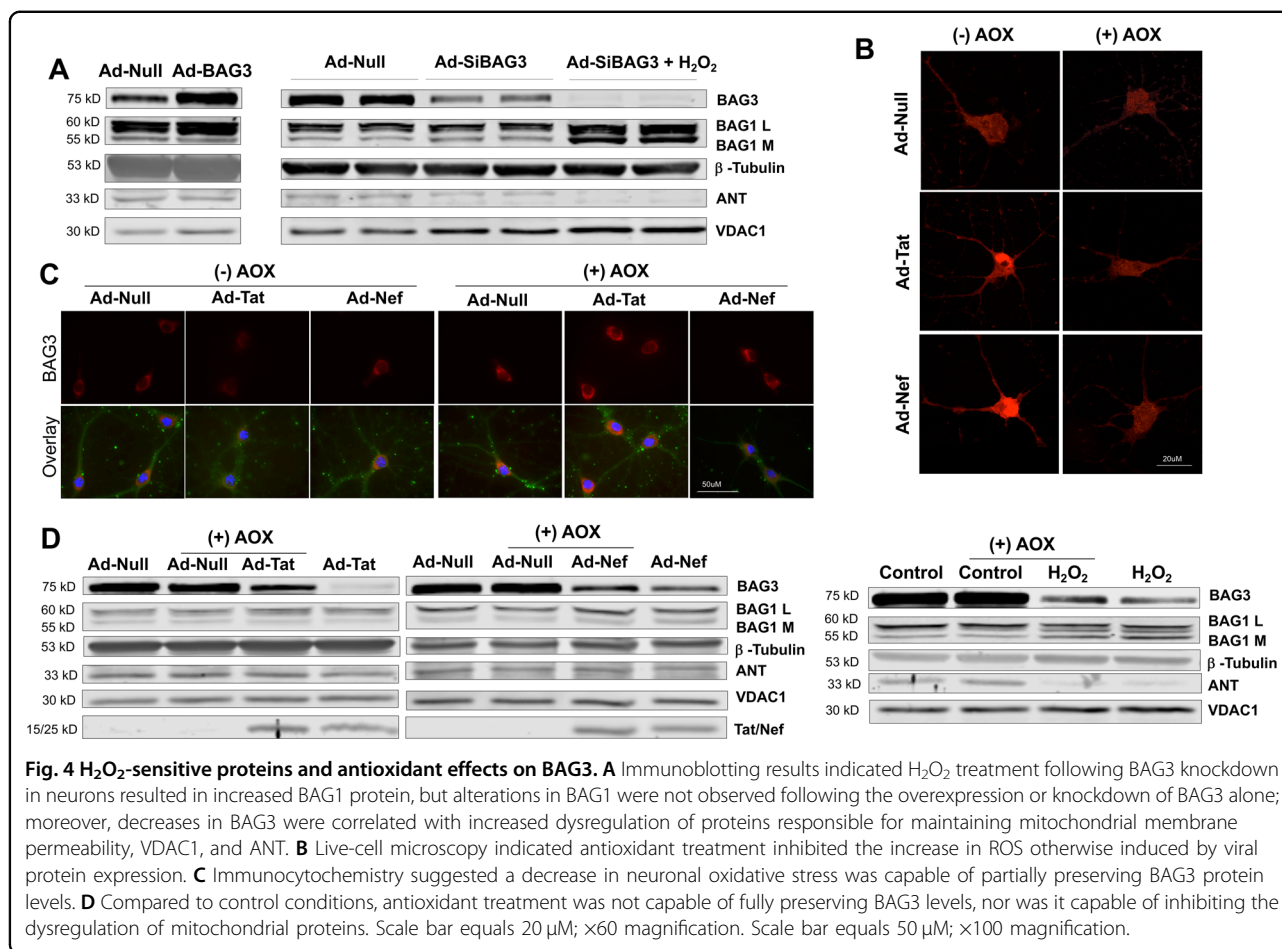 A
Ad-Null Ad-BAG3
Ad-Null Ad-SiBAG3 Ad-SiBAG3 + H₂O₂
75 kD
60 kD
55 kD
53 kD
33 kD
30 kD
BAG3
BAG1 L
BAG1 M
β -Tubulin
ANT
VDAC1
B
(-) AOX (+) AOX
Ad-Null
Ad-Tat
Ad-Nef
20uM
C
(-) AOX (+) AOX
Ad-Null Ad-Tat Ad-Nef Ad-Null Ad-Tat Ad-Nef
BAG3
Overlay
50uM
D
(+) AOX
Ad-Null Ad-Null Ad-Tat Ad-Tat
75 kD
60 kD
55 kD
53 kD
33 kD
30 kD
15/25 kD
(+) AOX
Ad-Null Ad-Null Ad-Nef Ad-Nef
BAG3
BAG1 L
BAG1 M
β -Tubulin
ANT
VDAC1
Tat/Nef
(+) AOX
Control Control H₂O₂ H₂O₂
75 kD
60 kD
55 kD
53 kD
33 kD
30 kD
BAG3
BAG1 L
BAG1 M
β -Tubulin
ANT
VDAC1
Fig. 4 H₂O₂-sensitive proteins and antioxidant effects on BAG3. A Immunoblotting results indicated H₂O₂ treatment following BAG3 knockdown
in neurons resulted in increased BAG1 protein, but alterations in BAG1 were not observed following the overexpression or knockdown of BAG3 alone;
moreover, decreases in BAG3 were correlated with increased dysregulation of proteins responsible for maintaining mitochondrial membrane
permeability, VDAC1, and ANT. B Live-cell microscopy indicated antioxidant treatment inhibited the increase in ROS otherwise induced by viral
protein expression. C Immunocytochemistry suggested a decrease in neuronal oxidative stress was capable of partially preserving BAG3 protein
levels. D Compared to control conditions, antioxidant treatment was not capable of fully preserving BAG3 levels, nor was it capable of inhibiting the
dysregulation of mitochondrial proteins. Scale bar equals 20 μM; ×60 magnification. Scale bar equals 50 μM; ×100 magnification.